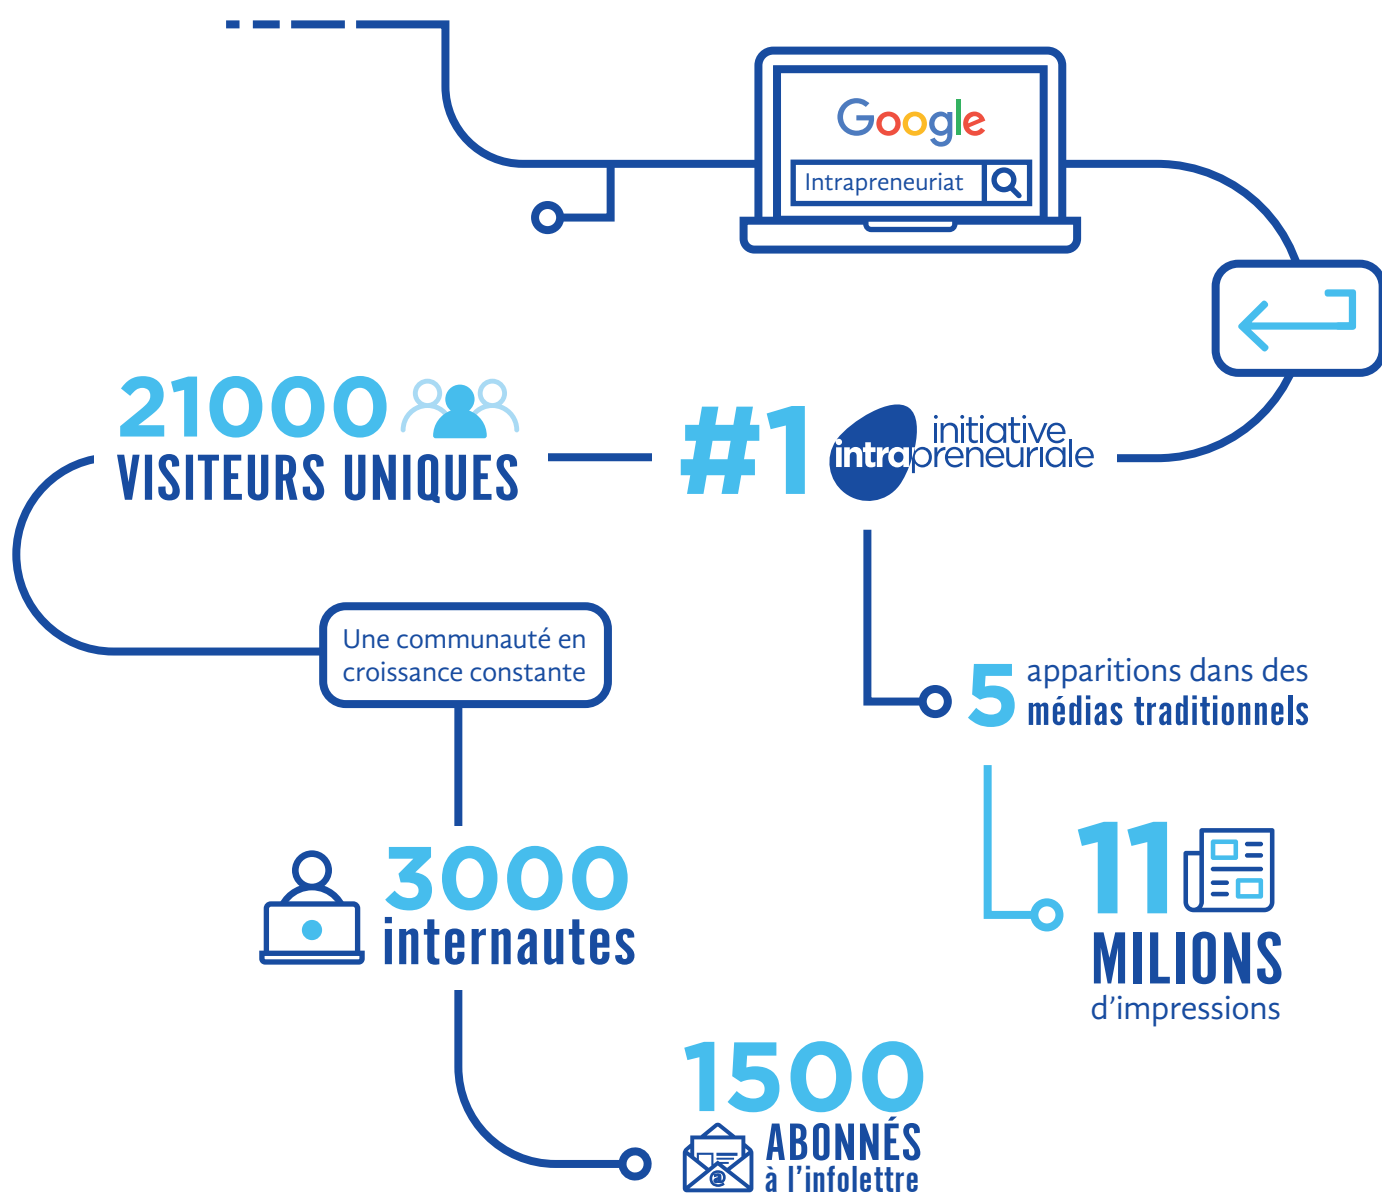 Google
Intrapreneuriat
#1
initiative
intrapreneuriale
21000
VISITEURS UNIQUES
Une communauté en
croissance constante
5
apparitions dans des
médias traditionnels
11
MILIONS
d'impressions
3000
internautes
1500
ABONNÉS
à l'infolettre
@